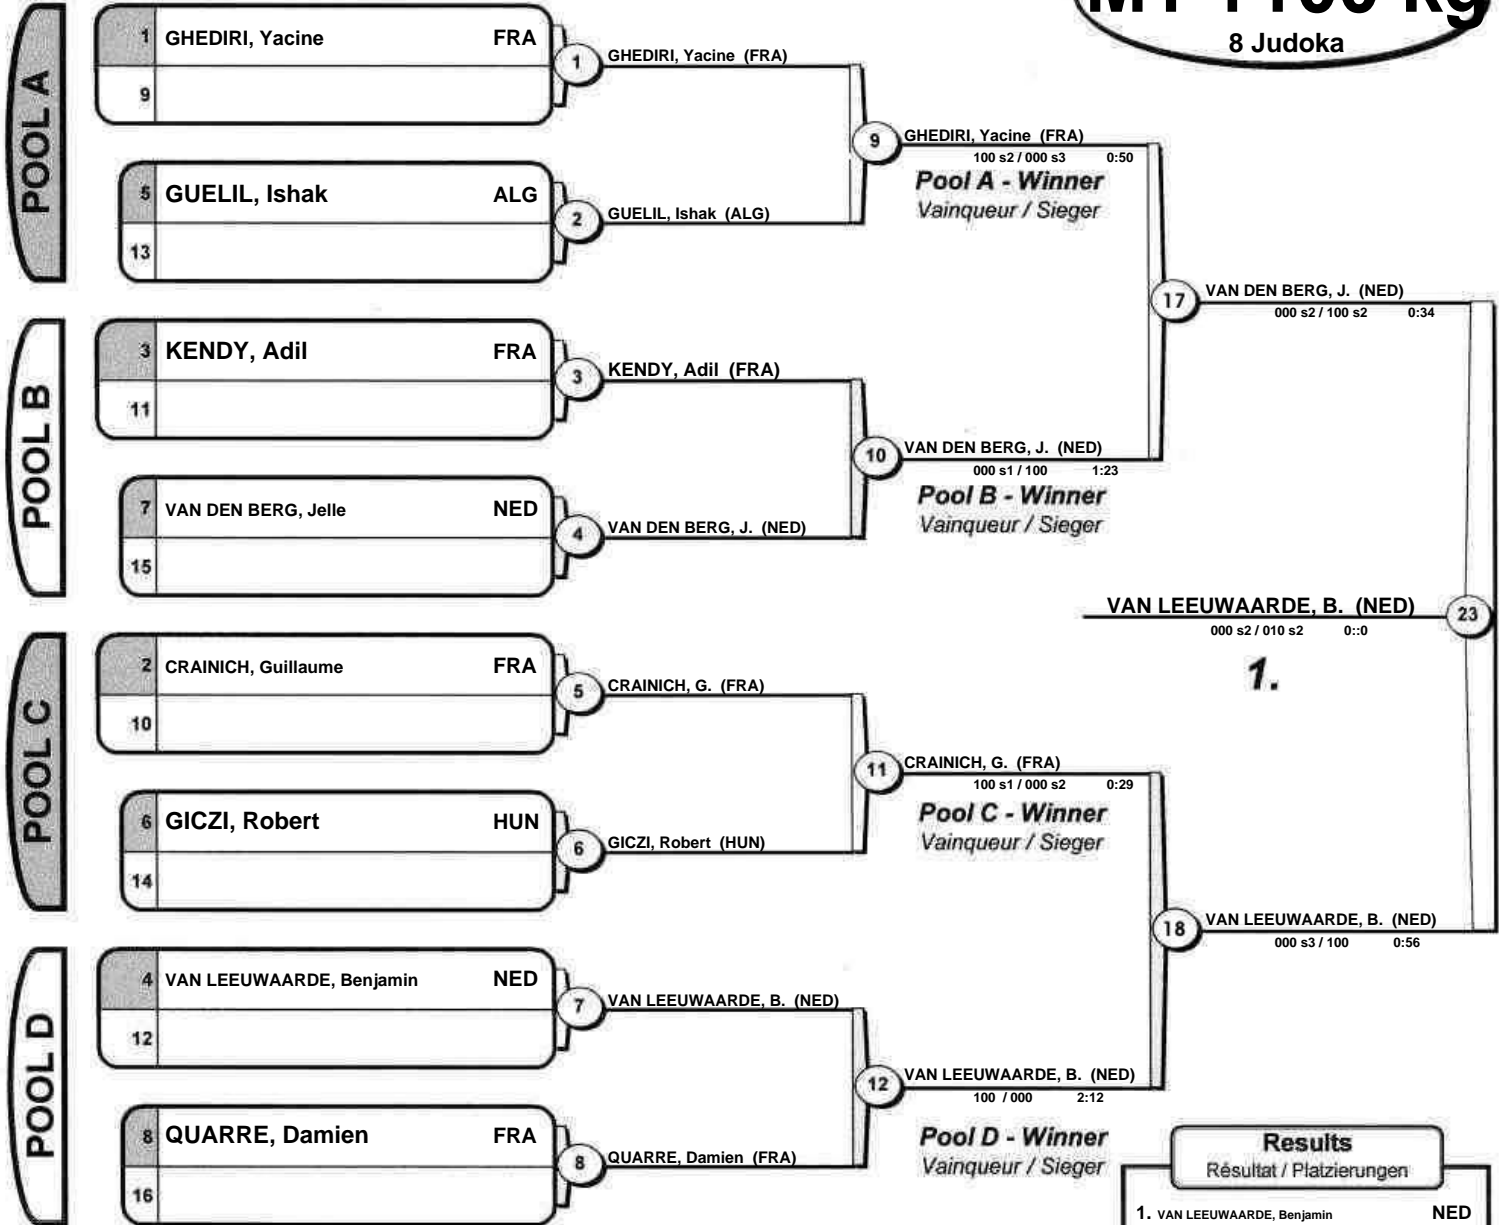 8 Judoka
POOL A
1 GHEDIRI, Yacine FRA
9
1 GHEDIRI, Yacine (FRA)
5 GUELIL, Ishak ALG
13
2 GUELIL, Ishak (ALG)
9 GHEDIRI, Yacine (FRA)
100 s2 / 000 s3 0:50
Pool A - Winner
Vainqueur / Sieger
POOL B
3 KENDY, Adil FRA
11
3 KENDY, Adil (FRA)
7 VAN DEN BERG, Jelle NED
15
4 VAN DEN BERG, J. (NED)
10 VAN DEN BERG, J. (NED)
000 s1 / 100 1:23
Pool B - Winner
Vainqueur / Sieger
17 VAN DEN BERG, J. (NED)
000 s2 / 100 s2 0:34
VAN LEEUWAARDE, B. (NED) 23
000 s2 / 010 s2 0::0
1.
POOL C
2 CRAINICH, Guillaume FRA
10
5 CRAINICH, G. (FRA)
6 GICZI, Robert HUN
14
6 GICZI, Robert (HUN)
11 CRAINICH, G. (FRA)
100 s1 / 000 s2 0:29
Pool C - Winner
Vainqueur / Sieger
18 VAN LEEUWAARDE, B. (NED)
000 s3 / 100 0:56
POOL D
4 VAN LEEUWAARDE, Benjamin NED
12
7 VAN LEEUWAARDE, B. (NED)
8 QUARRE, Damien FRA
16
8 QUARRE, Damien (FRA)
12 VAN LEEUWAARDE, B. (NED)
100 / 000 2:12
Pool D - Winner
Vainqueur / Sieger
Results
Résultat / Platzierungen
1. VAN LEEUWAARDE, Benjamin NED